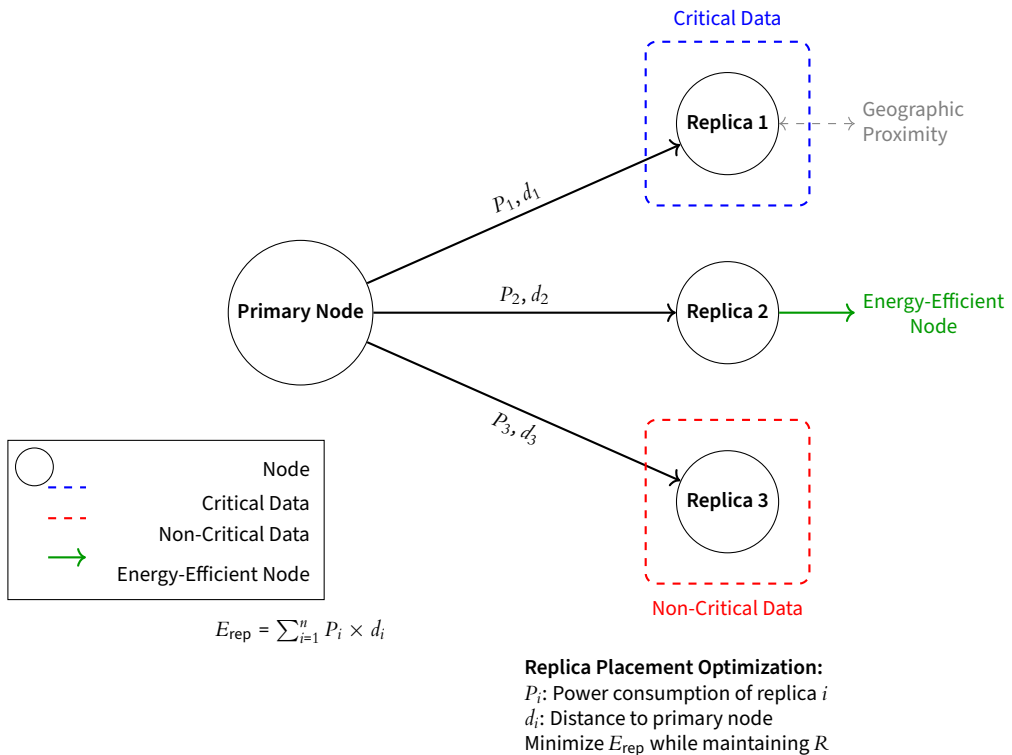 Critical Data
Replica 1
Geographic
Proximity
P₁, d₁
Primary Node
P₂, d₂
Replica 2
Energy-Efficient
Node
P₃, d₃
Replica 3
Non-Critical Data
Node
Critical Data
Non-Critical Data
Energy-Efficient Node
E_rep = ∑ⁿᵢ₌₁ Pᵢ × dᵢ
Replica Placement Optimization:
Pᵢ: Power consumption of replica i
dᵢ: Distance to primary node
Minimize E_rep while maintaining R